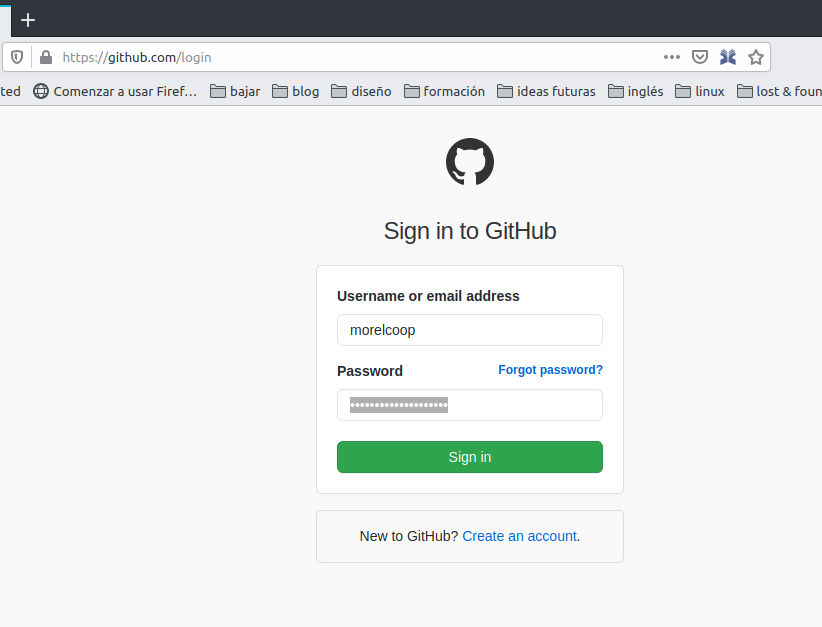 https://github.com/login
ted Comenzar a usar Firef... bajar blog diseño formación ideas futuras inglés linux lost & foun
Sign in to GitHub
Username or email address
morelcoop
Password Forgot password?
••••••••••••••••••••
Sign in
New to GitHub? Create an account.